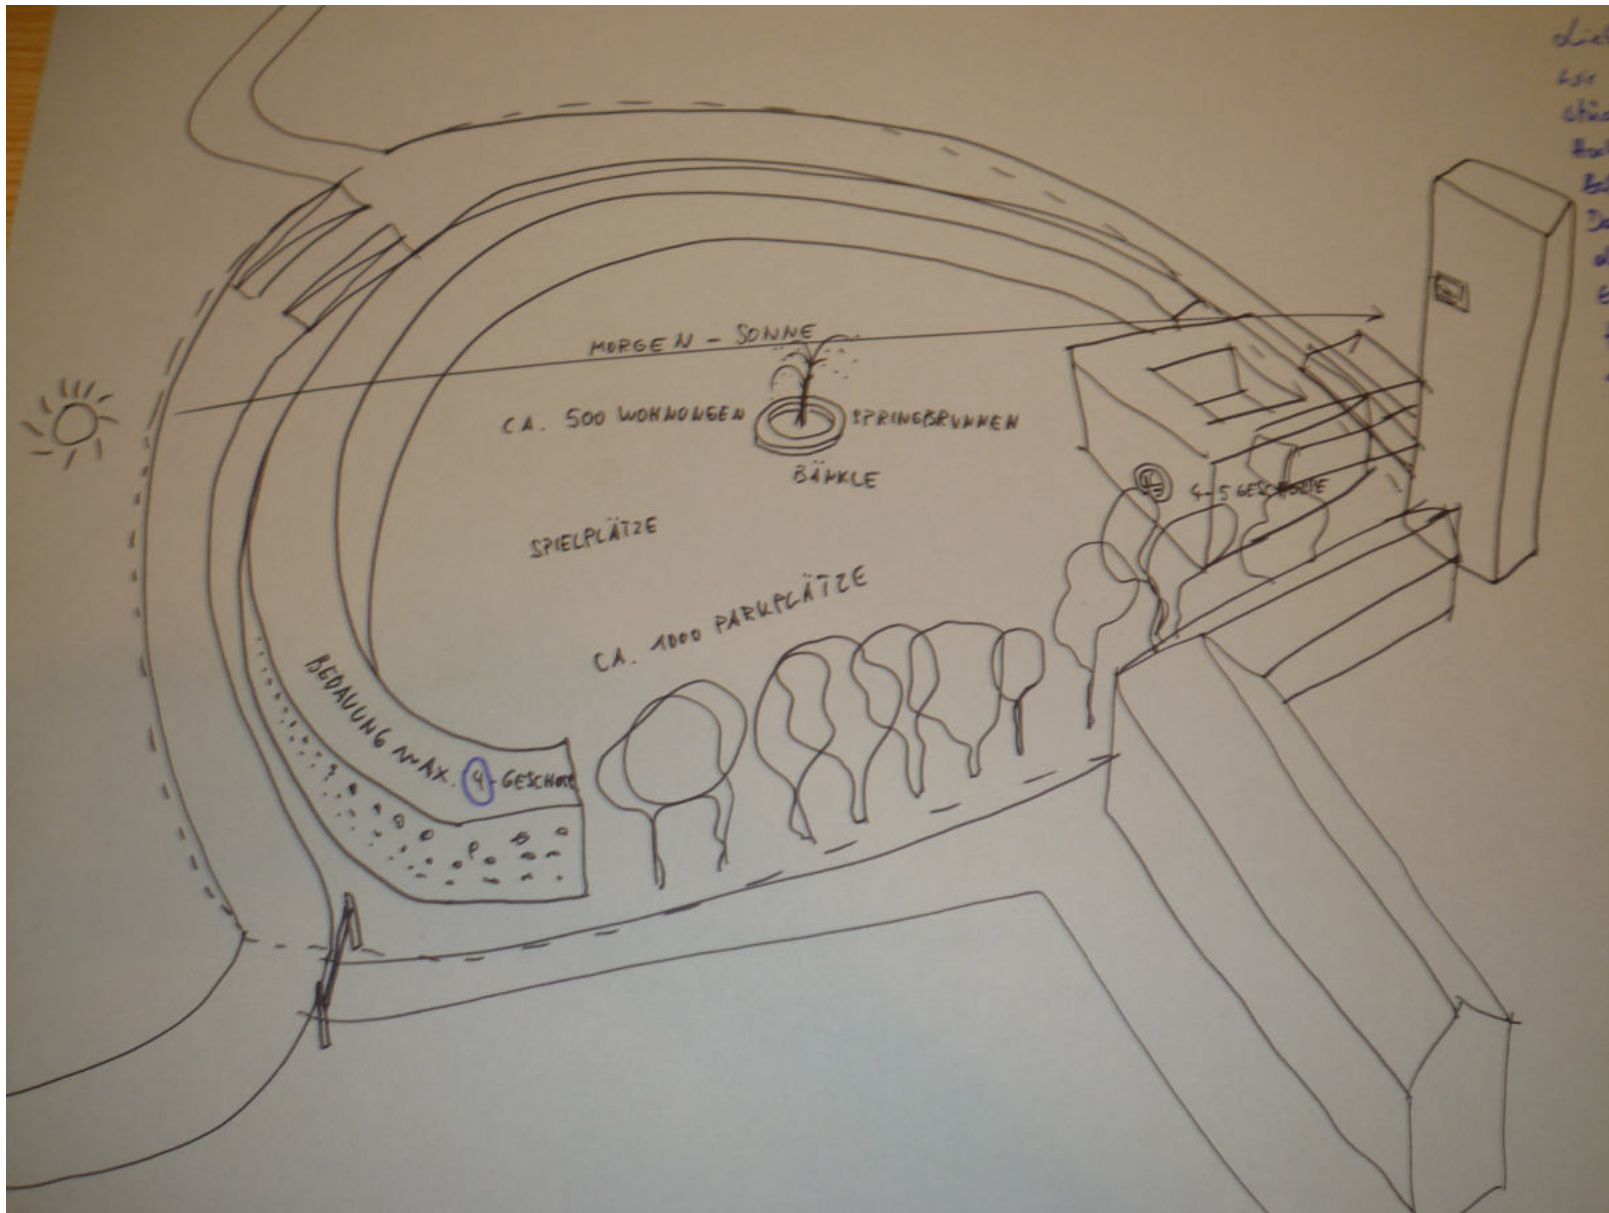 MORGEN – SONNE
CA. 500 WOHNUNGEN
SPRINGBRUNNEN
BÄNKLE
4-5 GESCHOSSE
SPIELPLÄTZE
CA. 1000 PARKPLÄTZE
BEBAUUNG MAX. 4-GESCHOSS